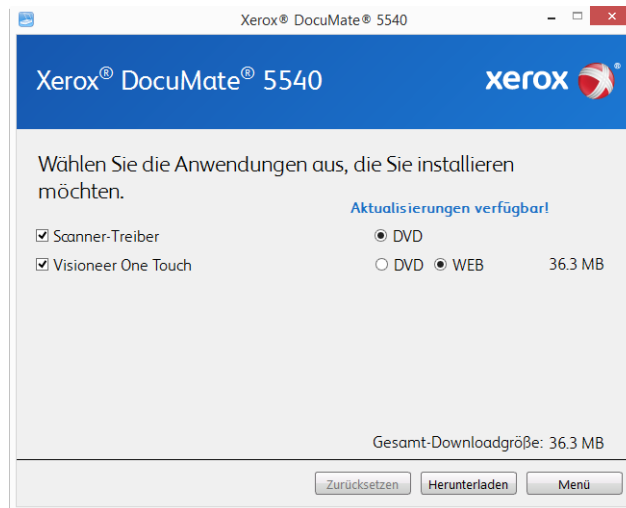 Xerox® DocuMate® 5540
Xerox® DocuMate® 5540
xerox ®
Wählen Sie die Anwendungen aus, die Sie installieren
möchten.
Aktualisierungen verfügbar!
Scanner-Treiber DVD
Visioneer One Touch DVD WEB 36.3 MB
Gesamt-Downloadgröße: 36.3 MB
Zurücksetzen Herunterladen Menü